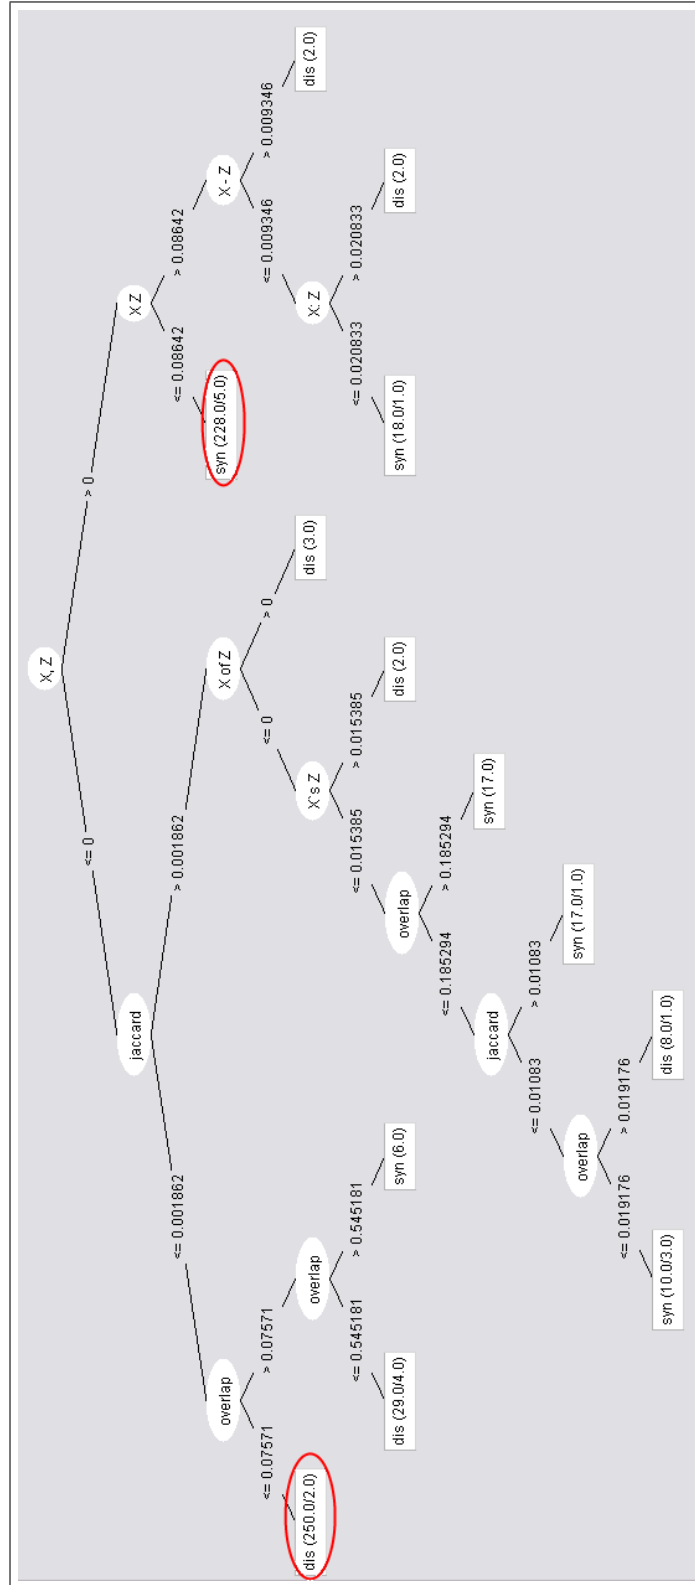 X, Z
<= 0
> 0
jaccard
X Z
<= 0.001862
> 0.001862
<= 0.08642
> 0.08642
overlap
X of Z
syn (228.0/5.0)
X - Z
<= 0.07571
> 0.07571
<= 0
> 0
<= 0.009346
> 0.009346
dis (250.0/2.0)
overlap
X`s Z
dis (3.0)
X: Z
dis (2.0)
<= 0.545181
> 0.545181
<= 0.015385
> 0.015385
<= 0.020833
> 0.020833
dis (29.0/4.0)
syn (6.0)
overlap
dis (2.0)
syn (18.0/1.0)
dis (2.0)
<= 0.185294
> 0.185294
jaccard
syn (17.0)
<= 0.01083
> 0.01083
overlap
syn (17.0/1.0)
<= 0.019176
> 0.019176
syn (10.0/3.0)
dis (8.0/1.0)